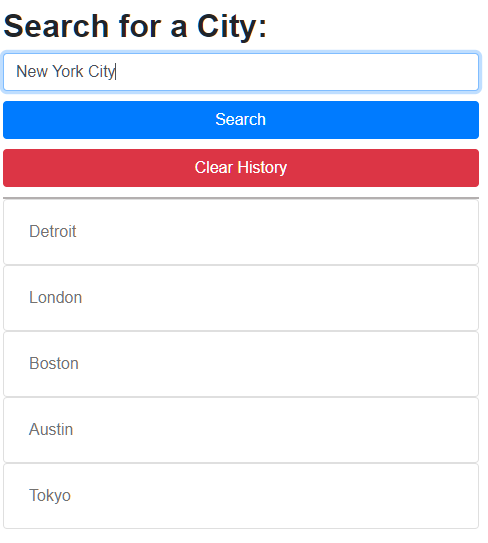 Search for a City:
New York City
Search
Clear History
Detroit
London
Boston
Austin
Tokyo